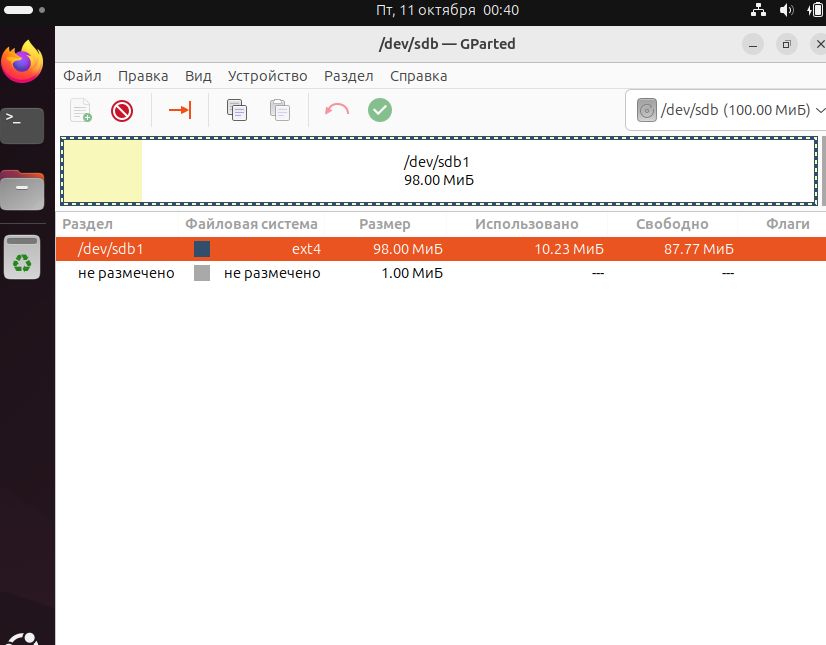 Пт, 11 октября 00:40
/dev/sdb — GParted
Файл Правка Вид Устройство Раздел Справка
/dev/sdb (100.00 МиБ)
/dev/sdb1
98.00 МиБ
Раздел Файловая система Размер Использовано Свободно Флаги
/dev/sdb1 ext4 98.00 МиБ 10.23 МиБ 87.77 МиБ
не размечено не размечено 1.00 МиБ --- ---